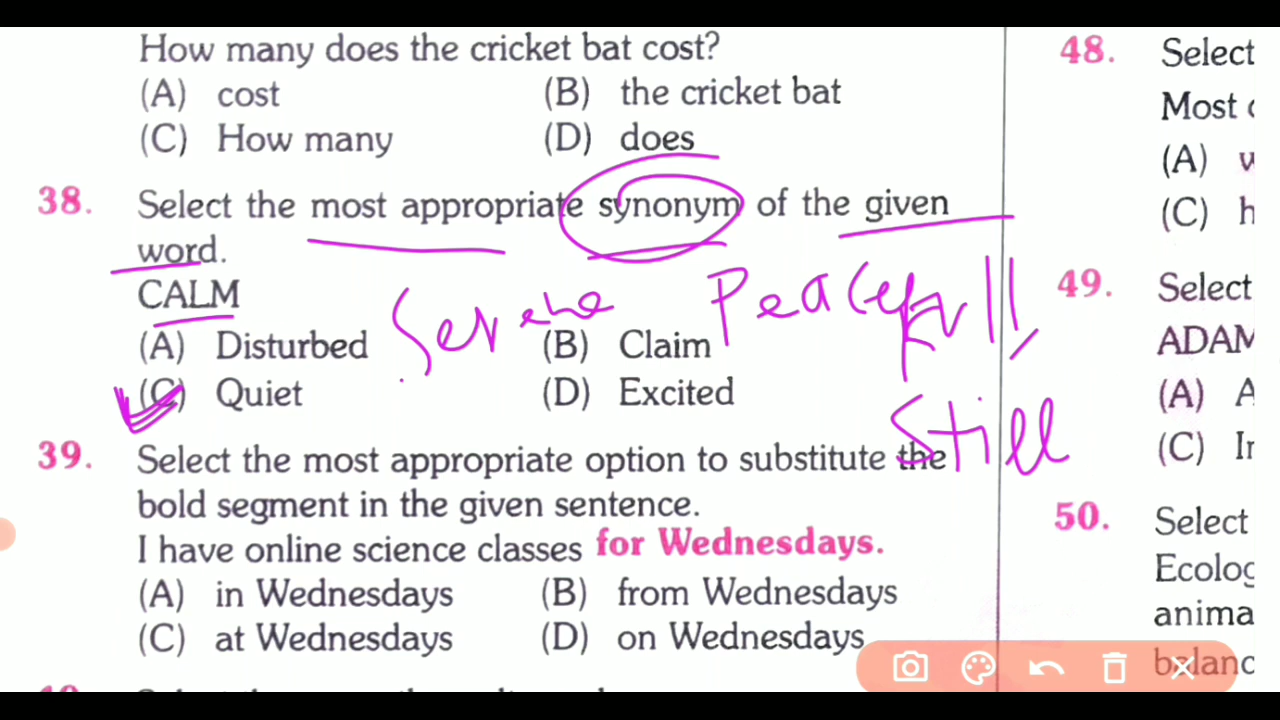 How many does the cricket bat cost?
(A) cost (B) the cricket bat
(C) How many (D) does
38. Select the most appropriate synonym of the given
word.
CALM
Serene Peacefull,
(A) Disturbed (B) Claim
(C) Quiet (D) Excited
Still
39. Select the most appropriate option to substitute the
bold segment in the given sentence.
I have online science classes for Wednesdays.
(A) in Wednesdays (B) from Wednesdays
(C) at Wednesdays (D) on Wednesdays
48. Select
Most
(A)
(C)
49. Select
ADAM
(A) A
(C)
50. Select
Ecolog
anima
balanc